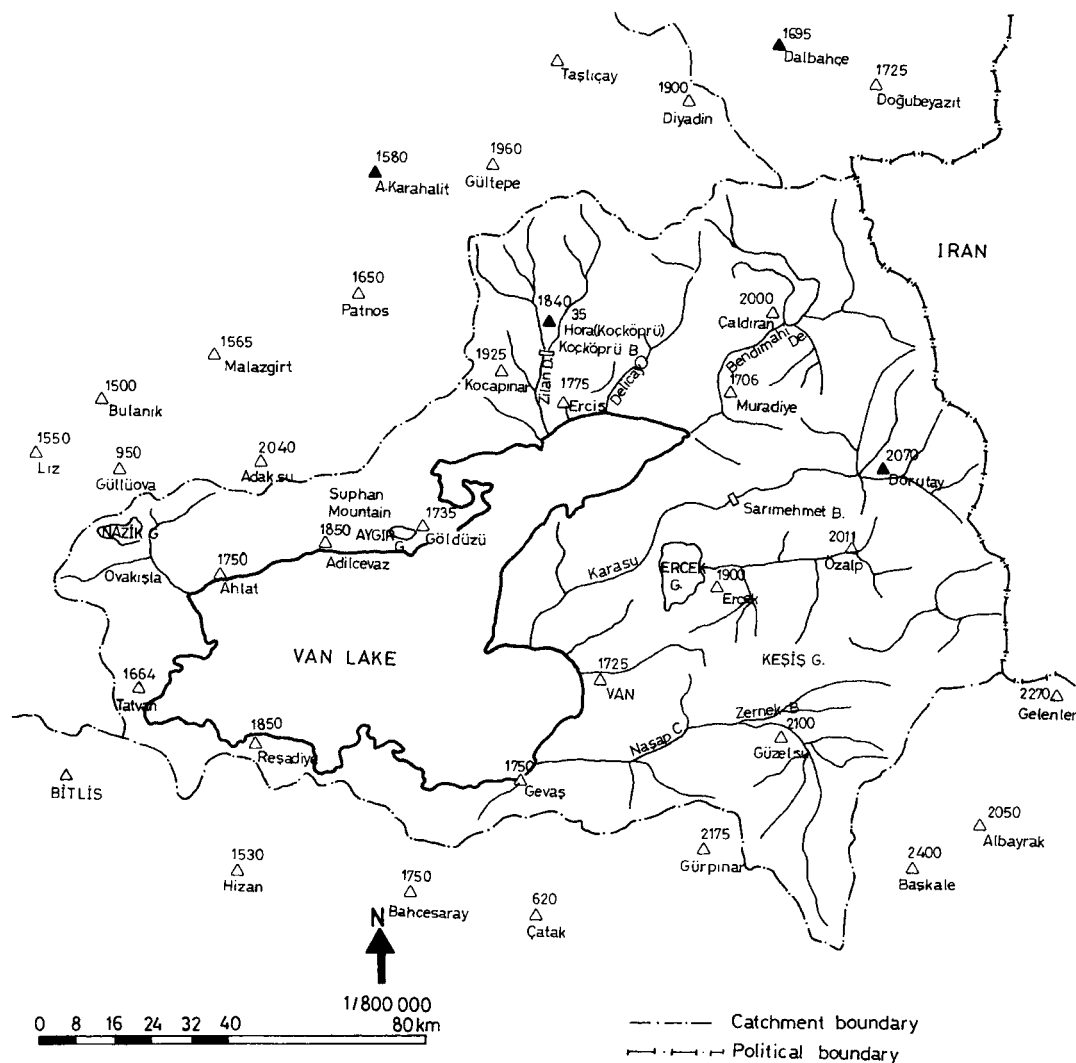 1695
Dalbahçe
Taşlıçay
1725
Doğubeyazıt
1900
Diyadin
1580
A.Karahalit
1960
Gültepe
IRAN
1650
Patnos
1840
35
Hora(Koçköprü)
Koçköprü B
2000
Çaldıran
Bendimahi De
1565
Malazgirt
1925
Kocapınar
Zilan D.
Deliçay
1775
Erciş
1706
Muradiye
1500
Bulanık
1550
Lız
950
Güllüova
2040
Adaksu
2070
Dorutay
Suphan
Mountain
1735
Göldüzü
NAZİK G
AYGIR
G.
1850
Adilcevaz
Sarımehmet B.
2011
Özalp
Ovakışla
1750
Ahlat
Karasu
ERCEK
G.
1900
Erçek
VAN LAKE
KEŞİŞ G.
1664
Tatvan
1725
VAN
2270
Gelenler
1850
Reşadiye
Zernek B
2100
Güzelsu
Naşap Ç.
BİTLİS
1750
Gevaş
2050
Albayrak
1530
Hizan
1750
Bahcesaray
2175
Gürpınar
2400
Başkale
620
Çatak
N
1/800 000
0 8 16 24 32 40 80 km
Catchment boundary
Political boundary